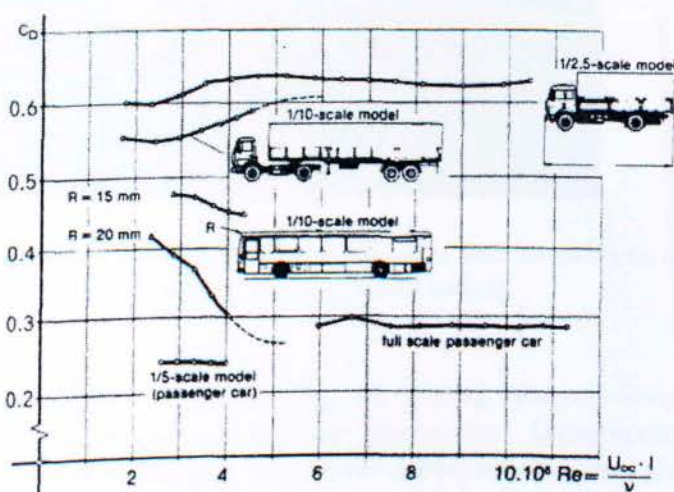 C_D
1/2.5-scale model
0.6
1/10-scale model
0.5
R = 15 mm
R
1/10-scale model
R = 20 mm
0.4
0.3
full scale passenger car
1/5-scale model
(passenger car)
0.2
2
4
6
8
10.10⁶ Re = U∞ · l / ν